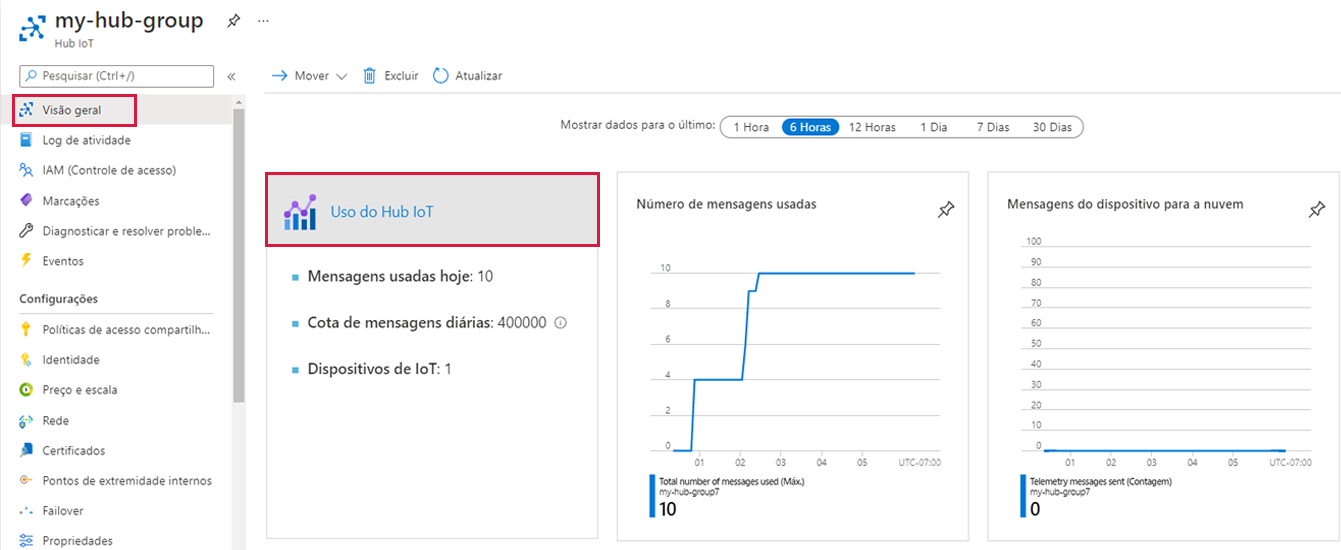 my-hub-group
...
Hub IoT
Pesquisar (Ctrl+/)
«
Visão geral
Log de atividade
IAM (Controle de acesso)
Marcações
Diagnosticar e resolver proble...
Eventos
Configurações
Políticas de acesso compartilh...
Identidade
Preço e escala
Rede
Certificados
Pontos de extremidade internos
Failover
Propriedades
Mover
Excluir
Atualizar
Mostrar dados para o último:
1 Hora
6 Horas
12 Horas
1 Dia
7 Dias
30 Dias
Uso do Hub IoT
Mensagens usadas hoje: 10
Cota de mensagens diárias: 400000
Dispositivos de IoT: 1
Número de mensagens usadas
10
8
6
4
2
0
01 02 03 04 05 UTC-07:00
Total number of messages used (Máx.)
my-hub-group7
10
Mensagens do dispositivo para a nuvem
100
90
80
70
60
50
40
30
20
10
0
01 02 03 04 05 UTC-07:00
Telemetry messages sent (Contagem)
my-hub-group7
0